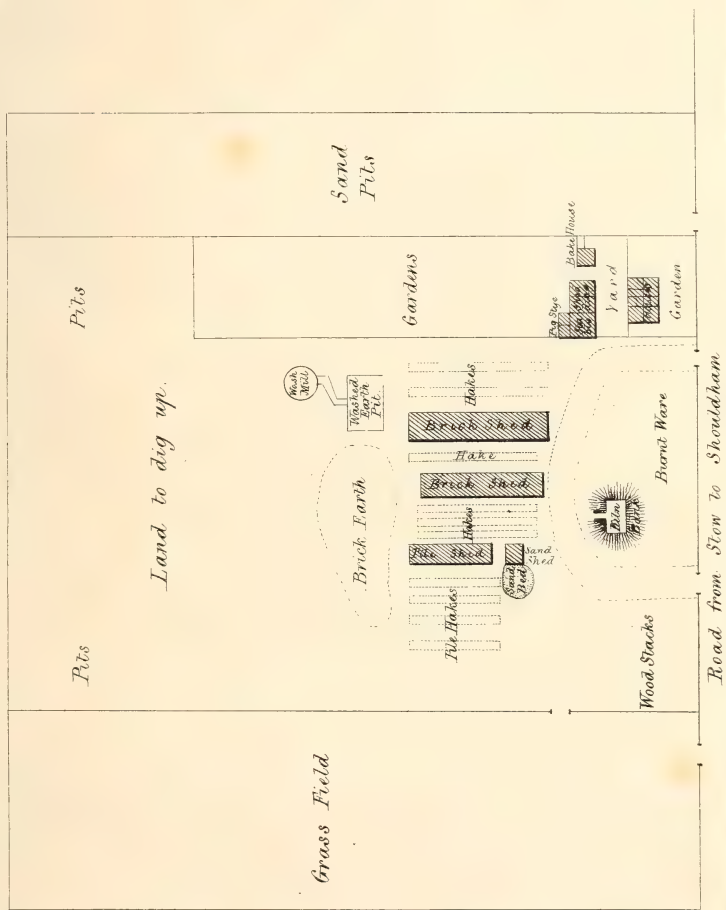 Pits
Pits
Land to dig up.
Grass Field
Wash
Mill
Sand
Pits
Brick Earth
Washed
Earth
Pit.
Gardens
Tile Hakes
Tile Shed
Hakes
Brick Shed
Hake
Brick Shed
Hakes
Sand
Bed
Sand
Shed
Pig Stye
Bake House
Yard
Kiln
Wood Stacks
Burnt Ware
Garden
Road from Stow to Shouldham